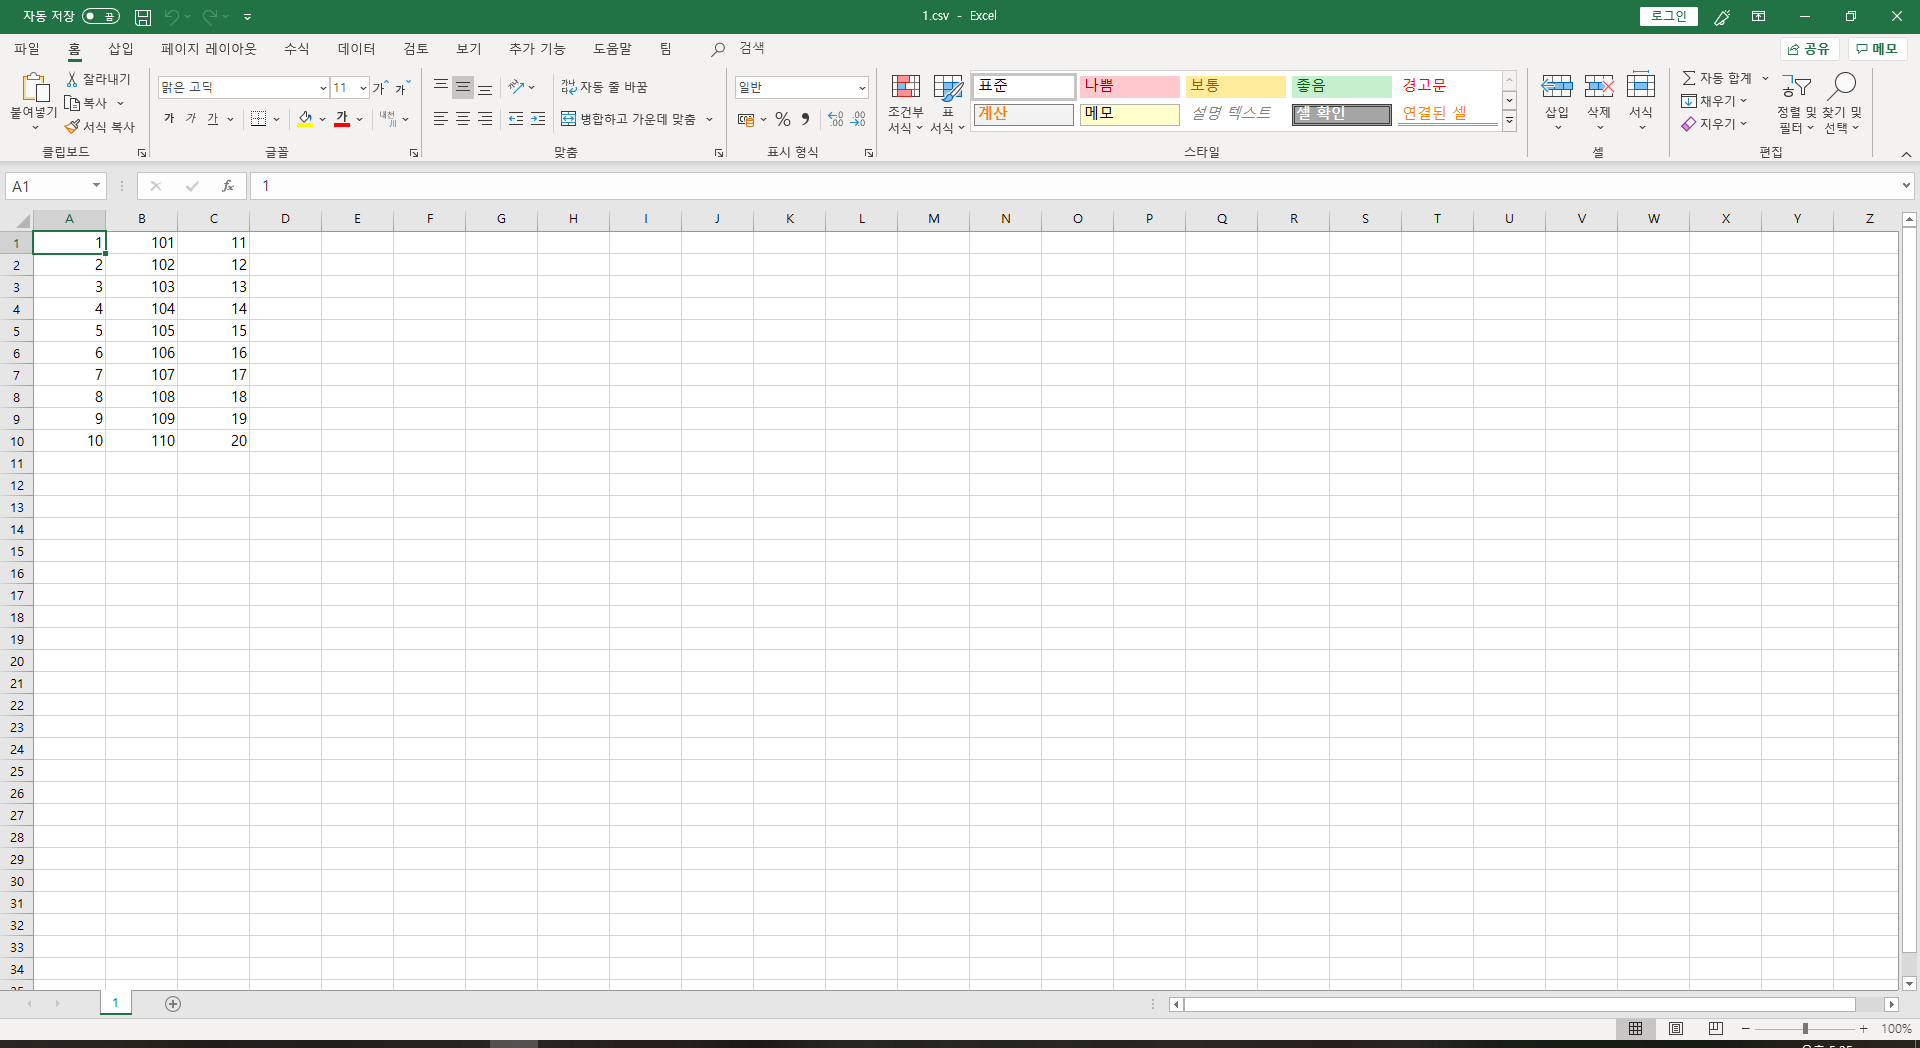 자동 저장 끔 1.csv - Excel 로그인
파일 홈 삽입 페이지 레이아웃 수식 데이터 검토 보기 추가 기능 도움말 팀 검색 공유 메모
붙여넣기 잘라내기 복사 서식 복사 클립보드
맑은 고딕 11 가 가 가 가 가 가 내천 글꼴
자동 줄 바꿈 병합하고 가운데 맞춤 맞춤
일반 % 표시 형식
조건부 서식 표 서식
표준 나쁨 보통 좋음 경고문
계산 메모 설명 텍스트 셀 확인 연결된 셀
스타일
삽입 삭제 서식 셀
자동 합계 채우기 지우기 정렬 및 필터 찾기 및 선택 편집
A1 fx 1
A B C D E F G H I J K L M N O P Q R S T U V W X Y Z
1 1 101 11
2 2 102 12
3 3 103 13
4 4 104 14
5 5 105 15
6 6 106 16
7 7 107 17
8 8 108 18
9 9 109 19
10 10 110 20
11
12
13
14
15
16
17
18
19
20
21
22
23
24
25
26
27
28
29
30
31
32
33
34
1
100%